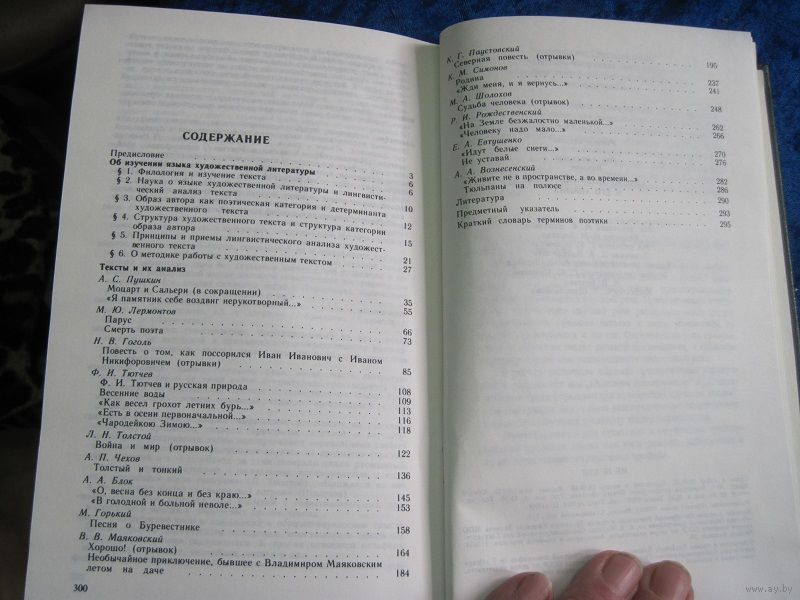 СОДЕРЖАНИЕ
Предисловие 3
Об изучении языка художественной литературы 6
§ 1. Филология и изучение текста 6
§ 2. Наука о языке художественной литературы и лингвисти-
ческий анализ текста 10
§ 3. Образ автора как поэтическая категория и детерминанта
художественного текста 12
§ 4. Структура художественного текста и структура категории
образа автора 15
§ 5. Принципы и приемы лингвистического анализа художест-
венного текста 21
§ 6. О методике работы с художественным текстом 27
Тексты и их анализ
А. С. Пушкин
Моцарт и Сальери (в сокращении) 35
«Я памятник себе воздвиг нерукотворный...» 55
М. Ю. Лермонтов
Парус 66
Смерть поэта 73
Н. В. Гоголь
Повесть о том, как поссорился Иван Иванович с Иваном
Никифоровичем (отрывки) 85
Ф. И. Тютчев
Ф. И. Тютчев и русская природа 108
Весенние воды 109
«Как весел грохот летних бурь...» 113
«Есть в осени первоначальной...» 116
«Чародейкою Зимою...» 118
Л. Н. Толстой
Война и мир (отрывок) 122
А. П. Чехов
Толстый и тонкий 136
А. А. Блок
«О, весна без конца и без краю...» 145
«В голодной и больной неволе...» 153
М. Горький
Песня о Буревестнике 158
В. В. Маяковский
Хорошо! (отрывок) 164
Необычайное приключение, бывшее с Владимиром Маяковским
летом на даче 184
300
К. Г. Паустовский
Северная повесть (отрывки) 195
К. М. Симонов
Родина 237
«Жди меня, и я вернусь...» 241
М. А. Шолохов
Судьба человека (отрывок) 248
Р. И. Рождественский
«На Земле безжалостно маленькой...» 262
«Человеку надо мало...» 266
Е. А. Евтушенко
«Идут белые снеги...» 270
Не уставай 276
А. А. Вознесенский
«Живите не в пространстве, а во времени...» 282
Тюльпаны на полюсе 286
Литература 290
Предметный указатель 293
Краткий словарь терминов поэтики 295
www.ay.by